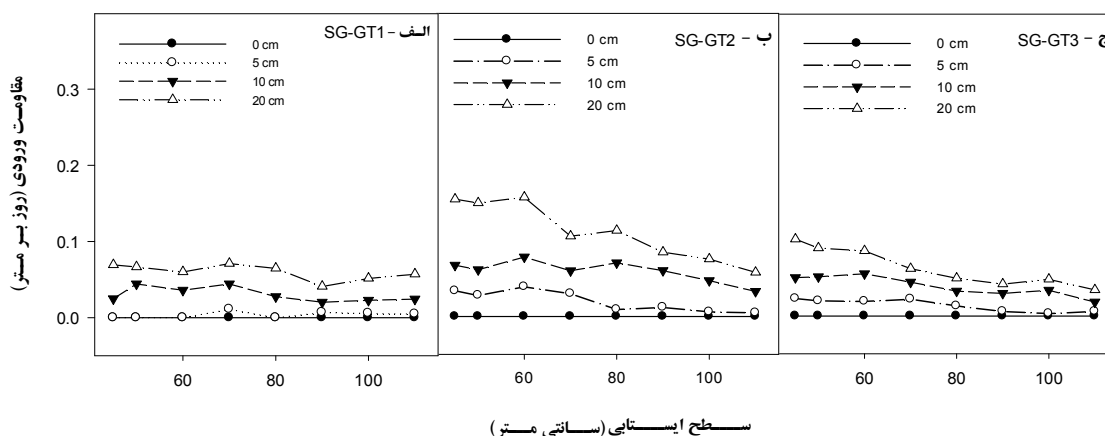 الف - SG-GT1
0 cm
5 cm
10 cm
20 cm
ب - SG-GT2
0 cm
5 cm
10 cm
20 cm
ج - SG-GT3
0 cm
5 cm
10 cm
20 cm
مقاومت ورودی (روز بر متر)
0.3
0.2
0.1
0.0
60 80 100
60 80 100
60 80 100
سطح ایستابی (سانتی متر)